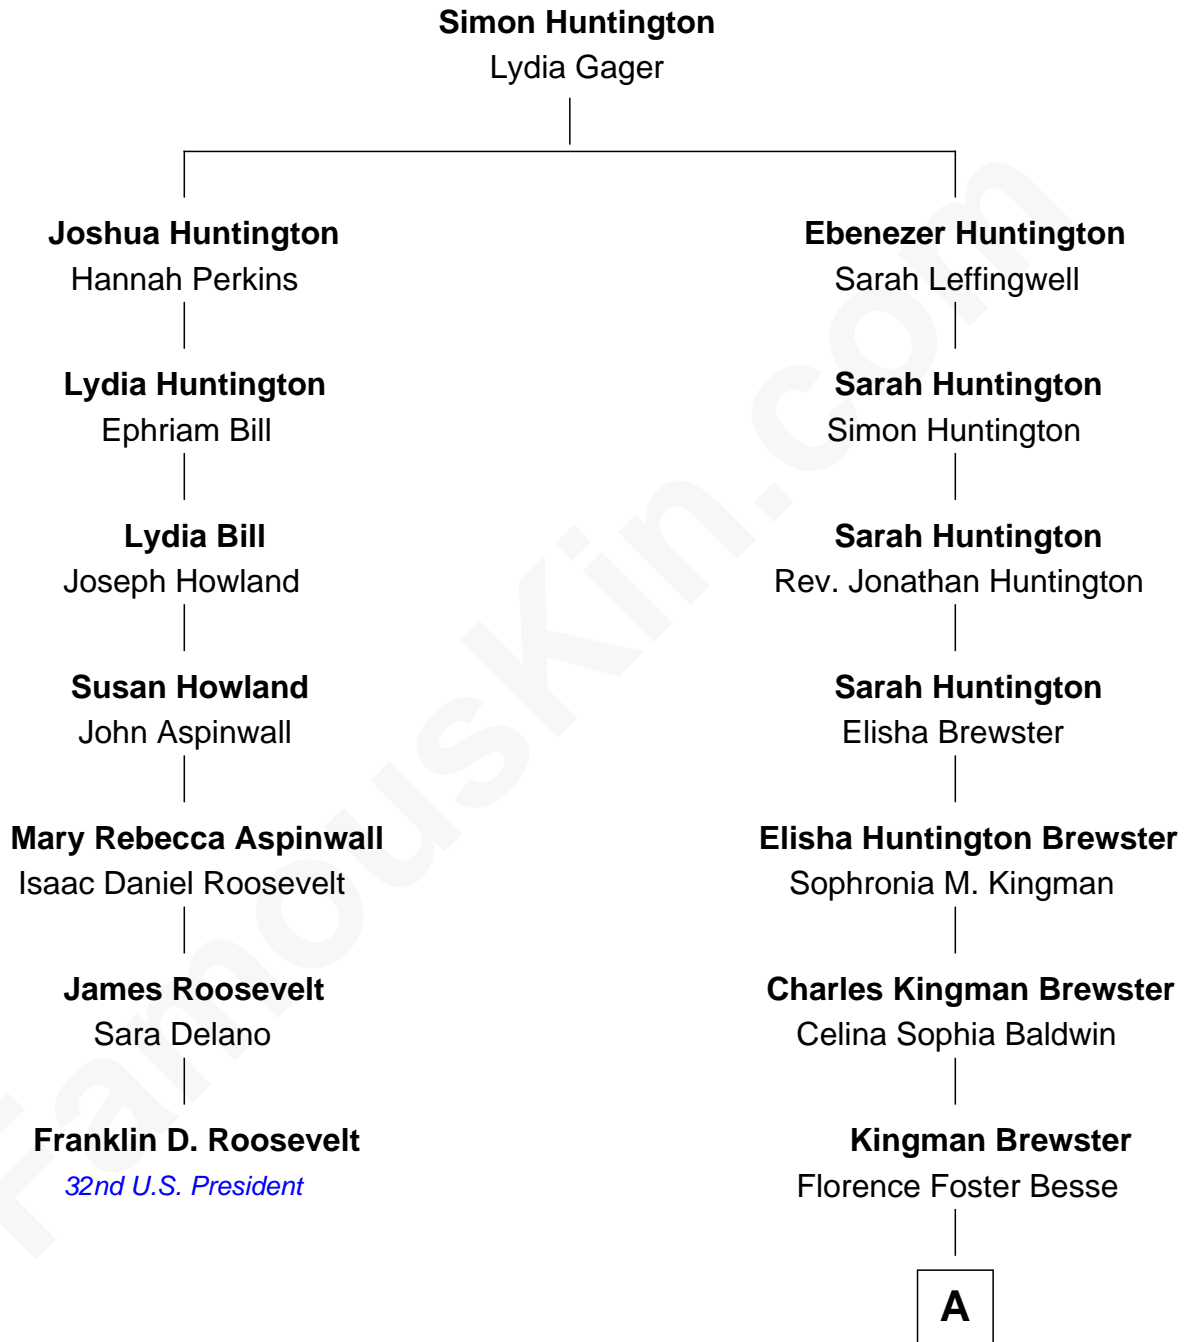 Simon Huntington
Lydia Gager
Joshua Huntington
Hannah Perkins
Ebenezer Huntington
Sarah Leffingwell
Lydia Huntington
Ephriam Bill
Sarah Huntington
Simon Huntington
Lydia Bill
Joseph Howland
Sarah Huntington
Rev. Jonathan Huntington
Susan Howland
John Aspinwall
Sarah Huntington
Elisha Brewster
Mary Rebecca Aspinwall
Isaac Daniel Roosevelt
Elisha Huntington Brewster
Sophronia M. Kingman
James Roosevelt
Sara Delano
Charles Kingman Brewster
Celina Sophia Baldwin
Franklin D. Roosevelt
32nd U.S. President
Kingman Brewster
Florence Foster Besse
A
FamousKin.com